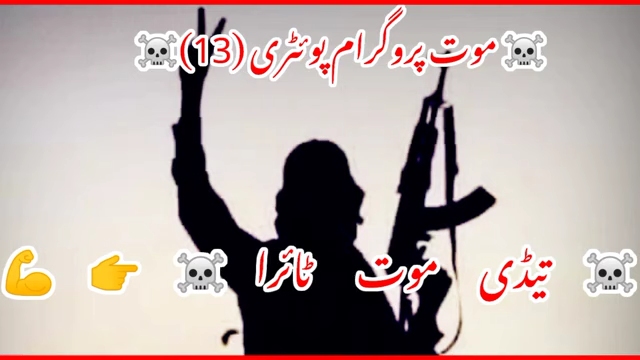 ☠️موت پروگرام پوئٹری (13)☠️
☠️ تیڈی موت ٹائرا ☠️ 👉 💪